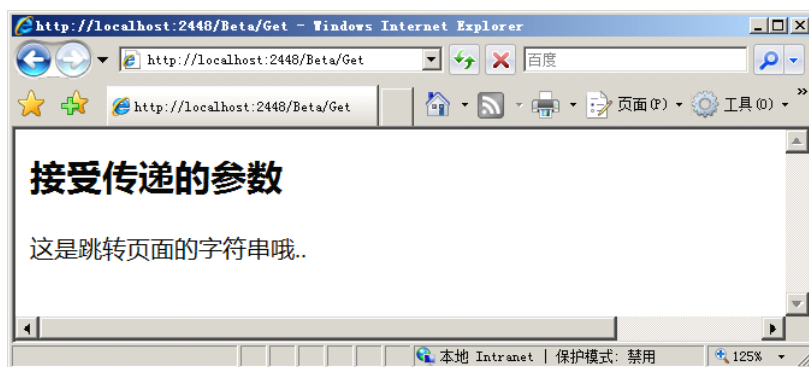 http://localhost:2448/Beta/Get - Windows Internet Explorer
http://localhost:2448/Beta/Get
百度
http://localhost:2448/Beta/Get
页面(P)
工具(O)
»
接受传递的参数
这是跳转页面的字符串哦..
本地 Intranet | 保护模式: 禁用
125%